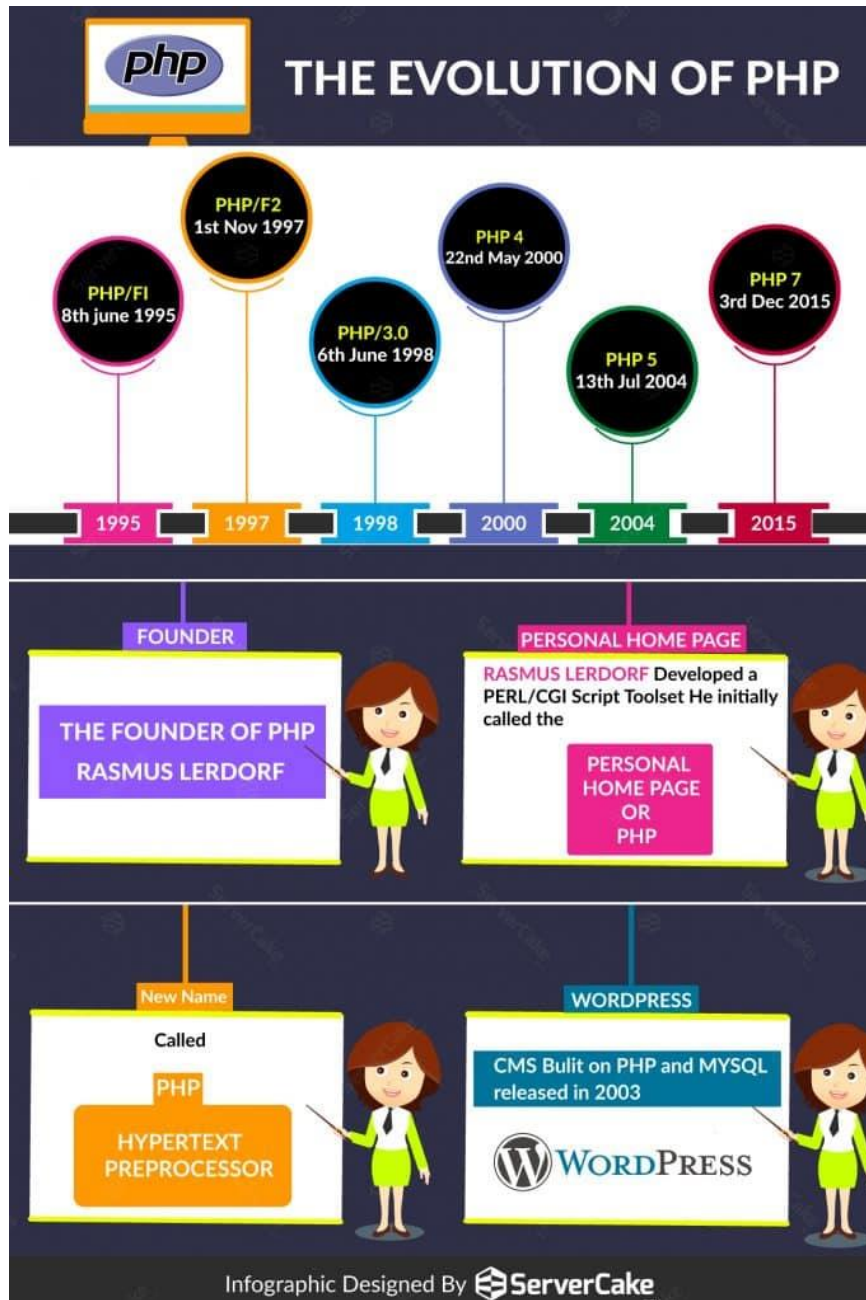 php
THE EVOLUTION OF PHP
PHP/FI
8th june 1995
PHP/F2
1st Nov 1997
PHP/3.0
6th June 1998
PHP 4
22nd May 2000
PHP 5
13th Jul 2004
PHP 7
3rd Dec 2015
1995
1997
1998
2000
2004
2015
FOUNDER
THE FOUNDER OF PHP
RASMUS LERDORF
PERSONAL HOME PAGE
RASMUS LERDORF Developed a
PERL/CGI Script Toolset He initially
called the
PERSONAL
HOME PAGE
OR
PHP
New Name
Called
PHP
HYPERTEXT
PREPROCESSOR
WORDPRESS
CMS Bulit on PHP and MYSQL
released in 2003
WORDPRESS
Infographic Designed By ServerCake